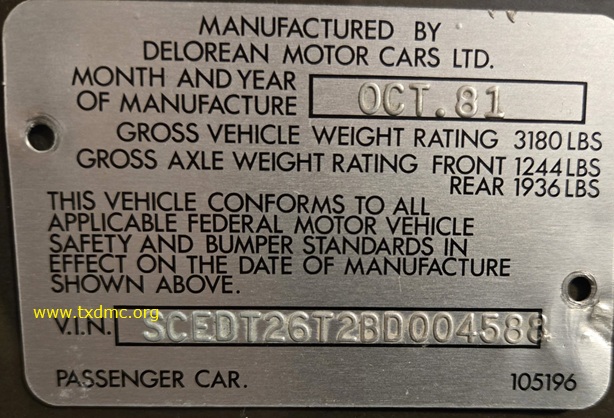 MANUFACTURED BY
DELOREAN MOTOR CARS LTD.
MONTH AND YEAR
OF MANUFACTURE OCT.81
GROSS VEHICLE WEIGHT RATING 3180 LBS
GROSS AXLE WEIGHT RATING FRONT 1244 LBS
REAR 1936 LBS
THIS VEHICLE CONFORMS TO ALL
APPLICABLE FEDERAL MOTOR VEHICLE
SAFETY AND BUMPER STANDARDS IN
EFFECT ON THE DATE OF MANUFACTURE
SHOWN ABOVE.
www.txdmc.org
V.I.N. SCEDT26T2BD004588
PASSENGER CAR. 105196